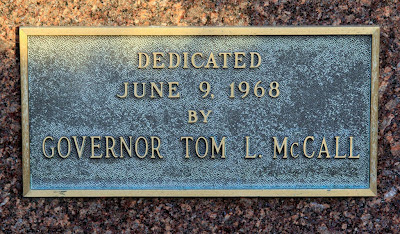 DEDICATED
JUNE 9, 1968
BY
GOVERNOR TOM L. McCALL